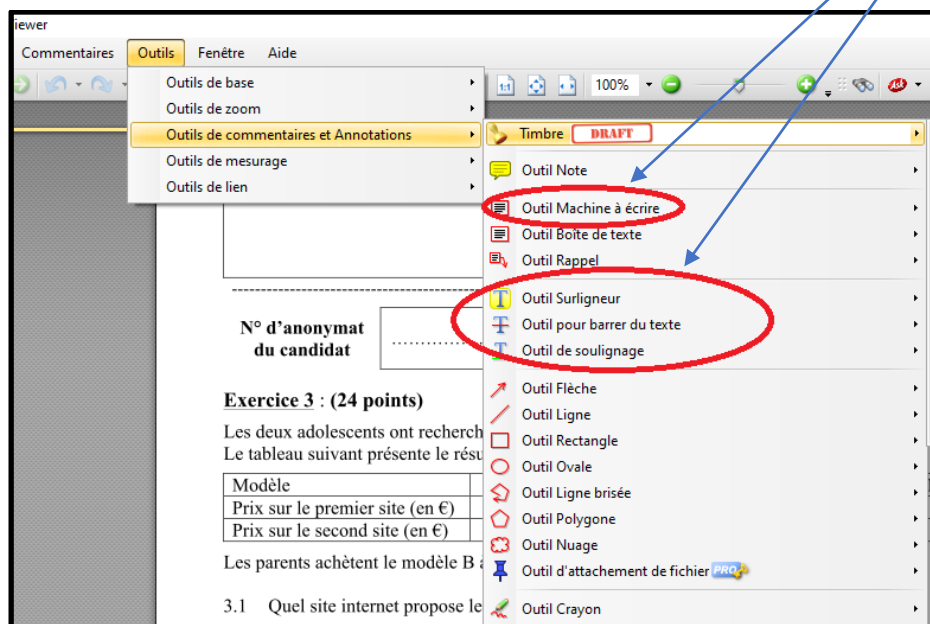 iewer
Commentaires Outils Fenêtre Aide
100%
Outils de base
Outils de zoom
Outils de commentaires et Annotations
Outils de mesurage
Outils de lien
Timbre DRAFT
Outil Note
Outil Machine à écrire
Outil Boîte de texte
Outil Rappel
Outil Surligneur
Outil pour barrer du texte
Outil de soulignage
Outil Flèche
Outil Ligne
Outil Rectangle
Outil Ovale
Outil Ligne brisée
Outil Polygone
Outil Nuage
Outil d'attachement de fichier PRO
Outil Crayon
N° d'anonymat
du candidat
Exercice 3 : (24 points)
Les deux adolescents ont recherch
Le tableau suivant présente le résu
Modèle
Prix sur le premier site (en €)
Prix sur le second site (en €)
Les parents achètent le modèle B
3.1 Quel site internet propose le